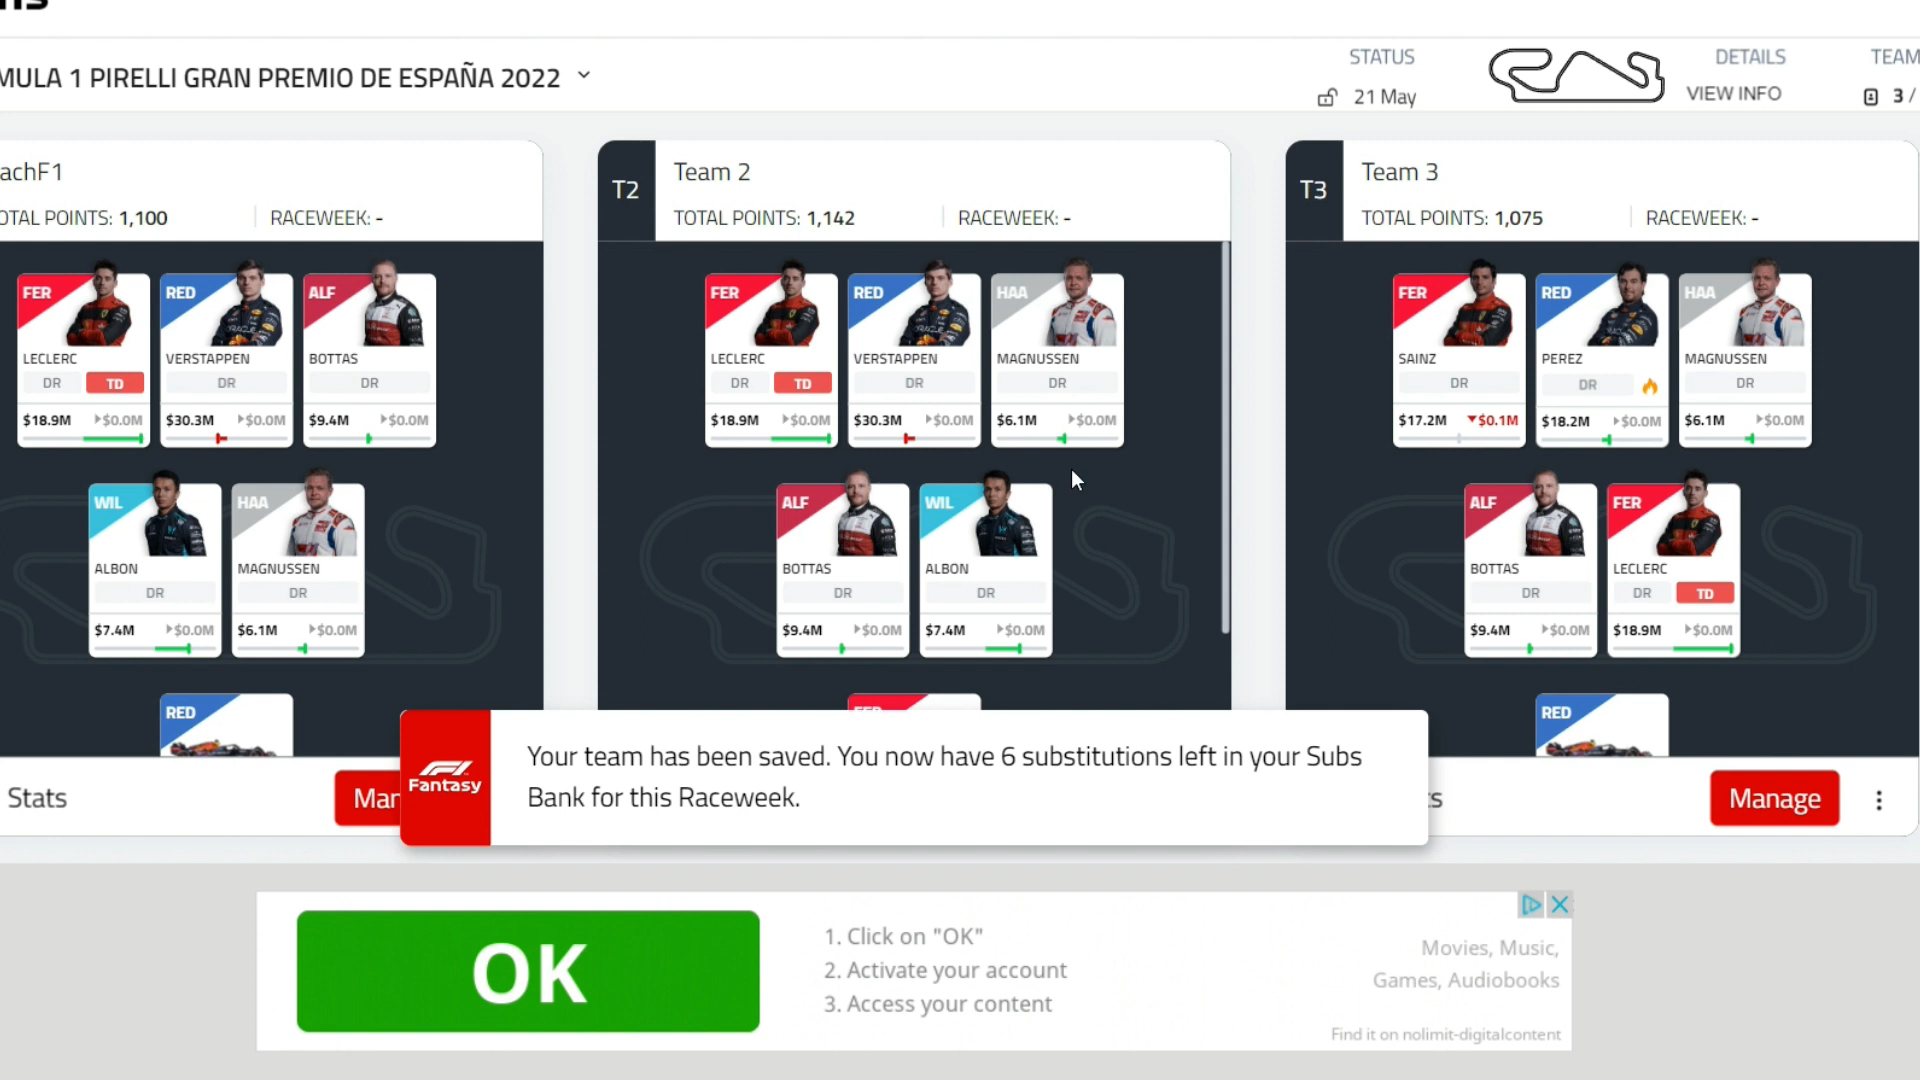 MULA 1 PIRELLI GRAN PREMIO DE ESPAÑA 2022
STATUS
21 May
DETAILS
VIEW INFO
TEAM
3 /
achF1
OTAL POINTS: 1,100
RACEWEEK: -
FER
LECLERC
DR TD
$18.9M $0.0M
RED
VERSTAPPEN
DR
$30.3M $0.0M
ALF
BOTTAS
DR
$9.4M $0.0M
WIL
ALBON
DR
$7.4M $0.0M
HAA
MAGNUSSEN
DR
$6.1M $0.0M
RED
Stats
Man
T2
Team 2
TOTAL POINTS: 1,142
RACEWEEK: -
FER
LECLERC
DR TD
$18.9M $0.0M
RED
VERSTAPPEN
DR
$30.3M $0.0M
HAA
MAGNUSSEN
DR
$6.1M $0.0M
ALF
BOTTAS
DR
$9.4M $0.0M
WIL
ALBON
DR
$7.4M $0.0M
FER
T3
Team 3
TOTAL POINTS: 1,075
RACEWEEK: -
FER
SAINZ
DR
$17.2M $0.1M
RED
PEREZ
DR
$18.2M $0.0M
HAA
MAGNUSSEN
DR
$6.1M $0.0M
ALF
BOTTAS
DR
$9.4M $0.0M
FER
LECLERC
DR TD
$18.9M $0.0M
RED
ts
Manage
F1
Fantasy
Your team has been saved. You now have 6 substitutions left in your Subs
Bank for this Raceweek.
OK
1. Click on "OK"
2. Activate your account
3. Access your content
Movies, Music,
Games, Audiobooks
Find it on nolimit-digitalcontent